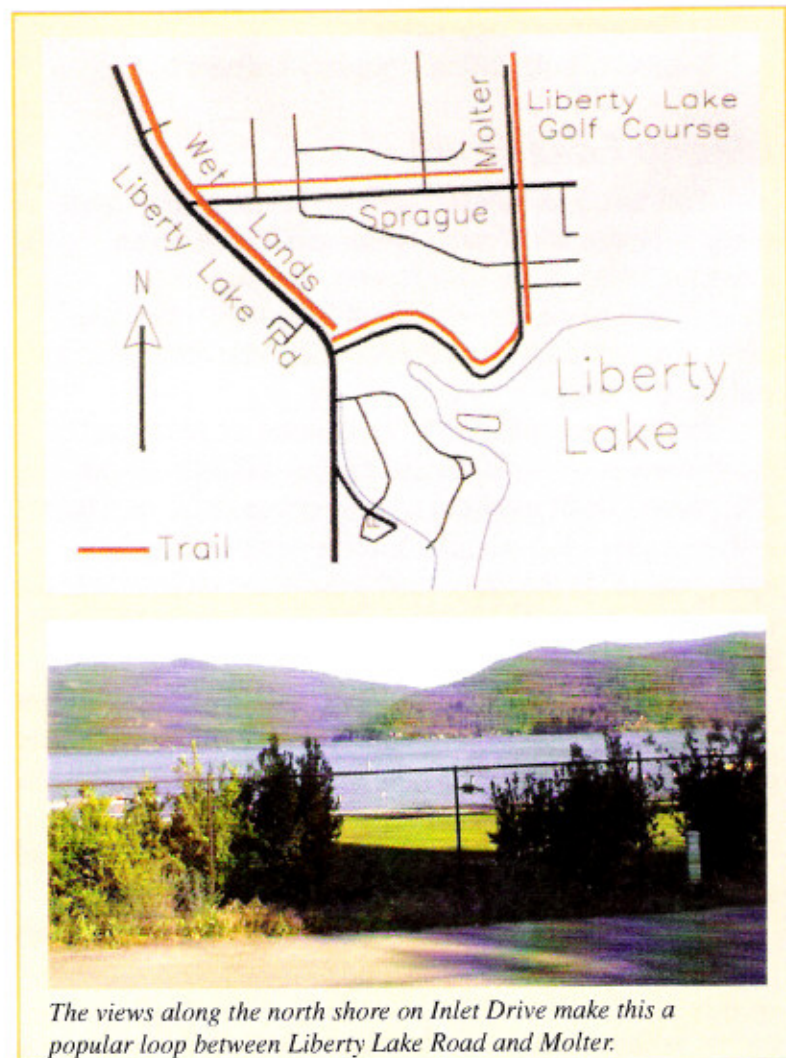 Liberty Lake
Golf Course
Molter
Wet
Lands
Liberty Lake Rd
Sprague
N
Liberty
Lake
Trail
The views along the north shore on Inlet Drive make this a
popular loop between Liberty Lake Road and Molter.